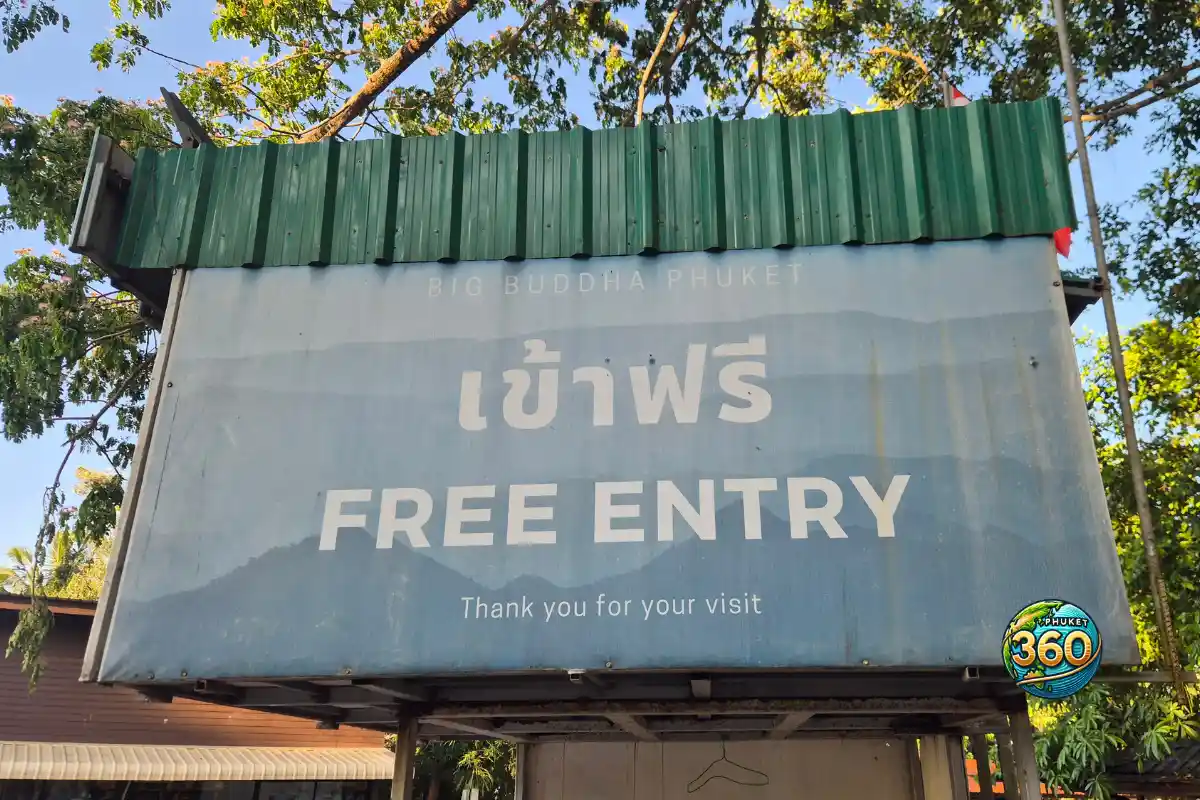 BIG BUDDHA PHUKET
เข้าฟรี
FREE ENTRY
Thank you for your visit
PHUKET
360